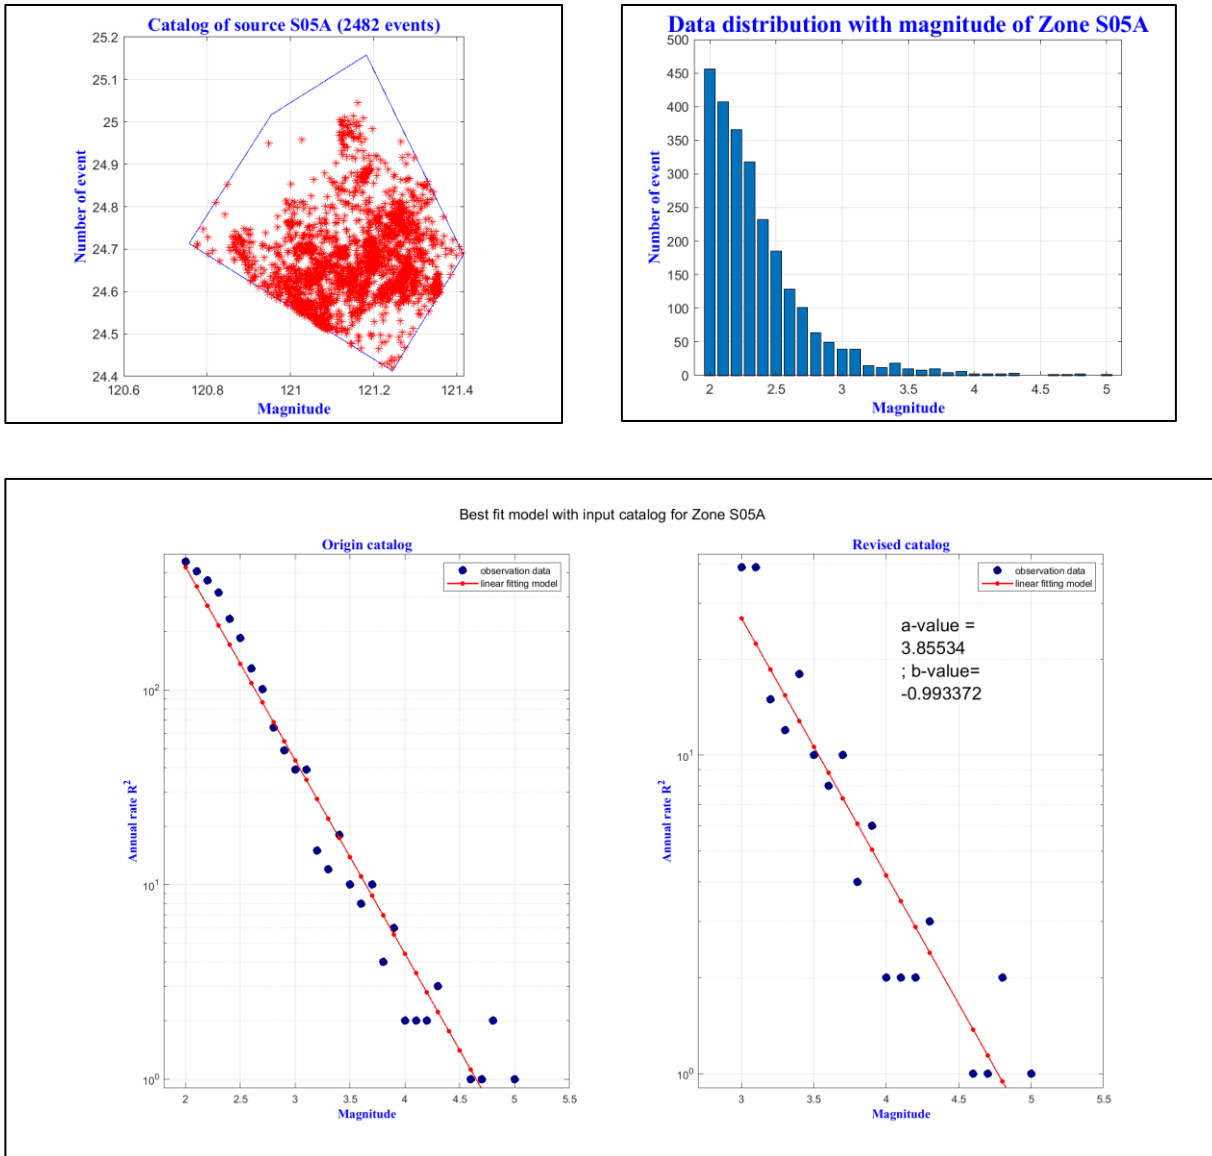 Catalog of source S05A (2482 events)
25.2
25.1
25
24.9
24.8
24.7
24.6
24.5
24.4
Number of event
120.6
120.8
121
121.2
121.4
Magnitude
Data distribution with magnitude of Zone S05A
500
450
400
350
300
250
200
150
100
50
0
Number of event
2
2.5
3
3.5
4
4.5
5
Magnitude
Best fit model with input catalog for Zone S05A
Origin catalog
observation data
linear fitting model
10²
10¹
10⁰
Annual rate R²
2
2.5
3
3.5
4
4.5
5
5.5
Magnitude
Revised catalog
observation data
linear fitting model
a-value =
3.85534
; b-value=
-0.993372
10¹
10⁰
Annual rate R²
3
3.5
4
4.5
5
5.5
Magnitude